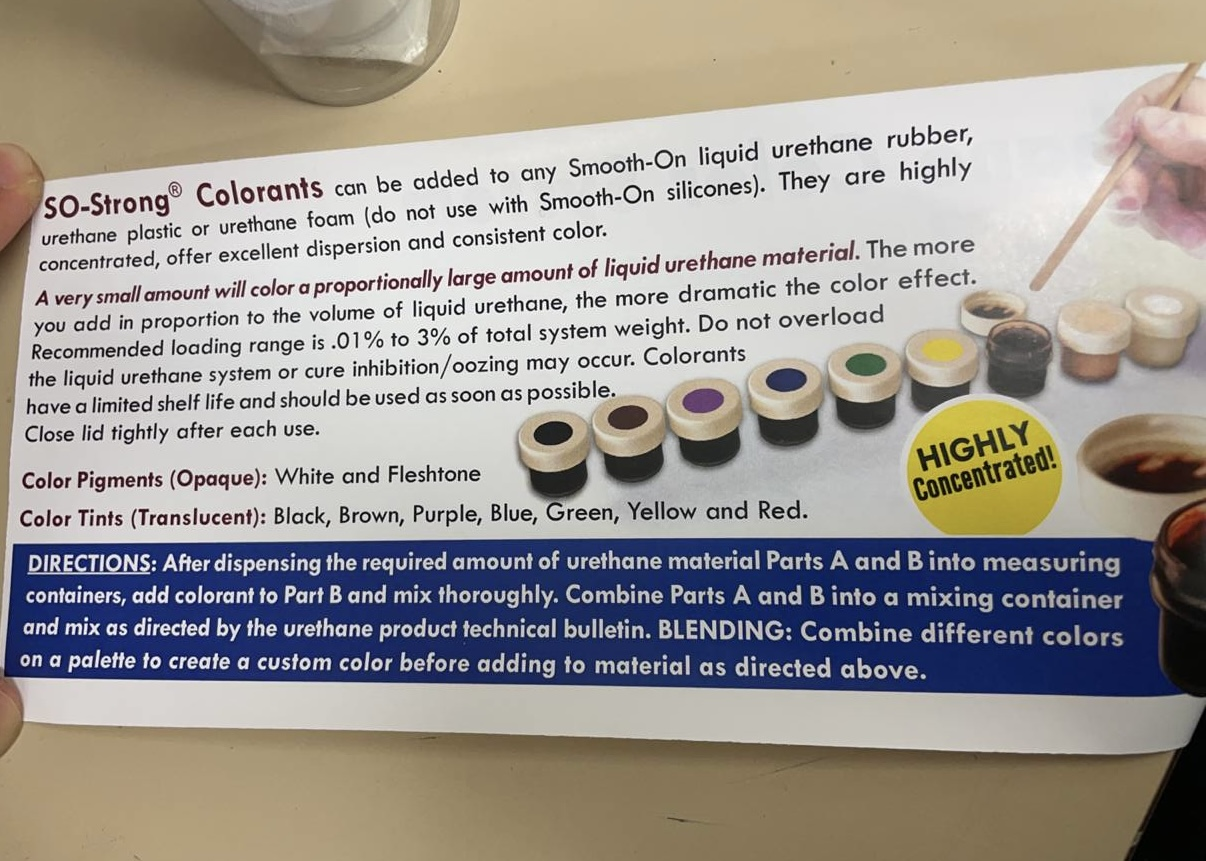 SO-Strong® Colorants can be added to any Smooth-On liquid urethane rubber,
urethane plastic or urethane foam (do not use with Smooth-On silicones). They are highly
concentrated, offer excellent dispersion and consistent color.
A very small amount will color a proportionally large amount of liquid urethane material. The more
you add in proportion to the volume of liquid urethane, the more dramatic the color effect.
Recommended loading range is .01% to 3% of total system weight. Do not overload
the liquid urethane system or cure inhibition/oozing may occur. Colorants
have a limited shelf life and should be used as soon as possible.
Close lid tightly after each use.
Color Pigments (Opaque): White and Fleshtone
Color Tints (Translucent): Black, Brown, Purple, Blue, Green, Yellow and Red.
HIGHLY
Concentrated!
DIRECTIONS: After dispensing the required amount of urethane material Parts A and B into measuring
containers, add colorant to Part B and mix thoroughly. Combine Parts A and B into a mixing container
and mix as directed by the urethane product technical bulletin. BLENDING: Combine different colors
on a palette to create a custom color before adding to material as directed above.